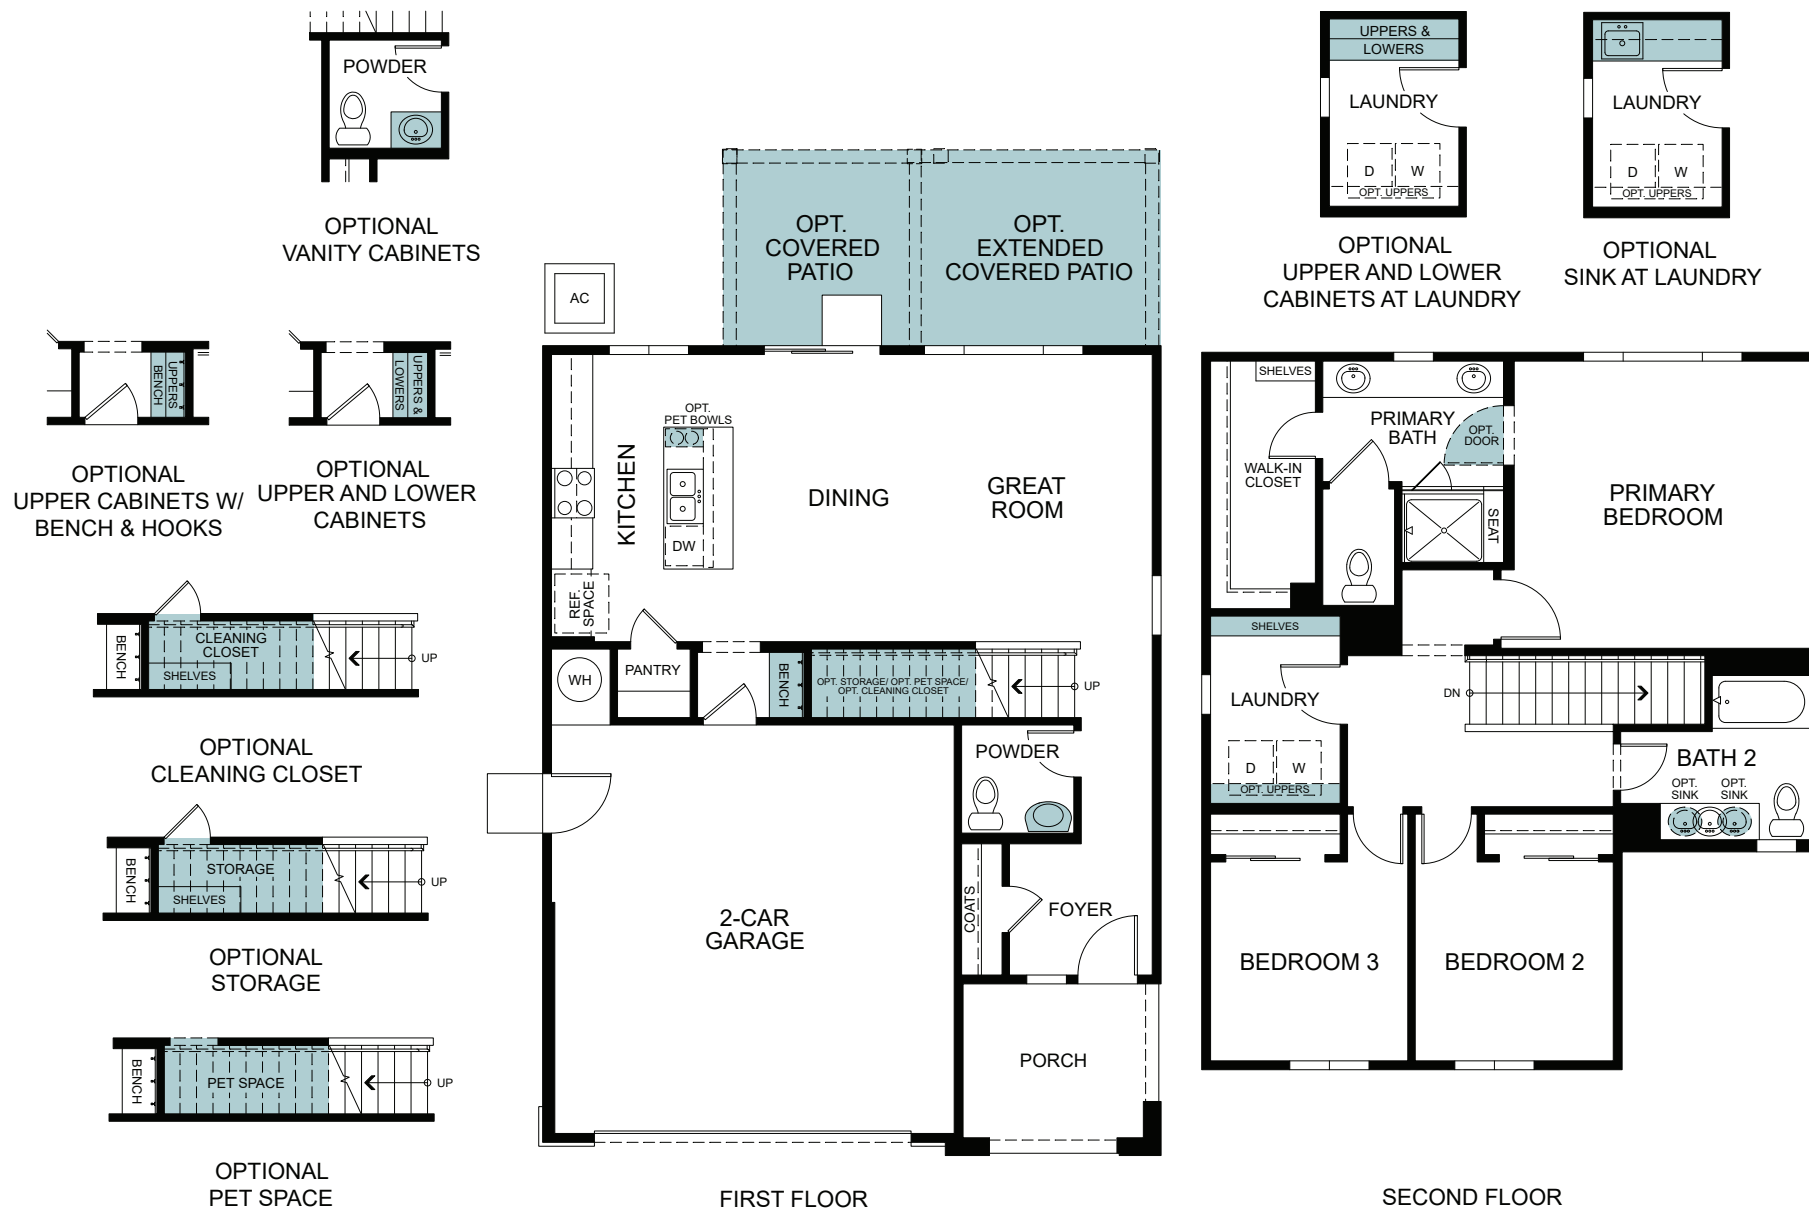 POWDER
OPTIONAL
VANITY CABINETS
UPPERS
BENCH
OPTIONAL
UPPER CABINETS W/
BENCH & HOOKS
UPPERS &
LOWERS
OPTIONAL
UPPER AND LOWER
CABINETS
BENCH
CLEANING
CLOSET
SHELVES
UP
OPTIONAL
CLEANING CLOSET
BENCH
STORAGE
SHELVES
UP
OPTIONAL
STORAGE
BENCH
PET SPACE
UP
OPTIONAL
PET SPACE
OPT.
COVERED
PATIO
OPT.
EXTENDED
COVERED PATIO
AC
OPT.
PET BOWLS
KITCHEN
DW
DINING
GREAT
ROOM
REF.
SPACE
WH
PANTRY
BENCH
OPT. STORAGE/ OPT. PET SPACE/
OPT. CLEANING CLOSET
UP
POWDER
COATS
FOYER
2-CAR
GARAGE
PORCH
FIRST FLOOR
UPPERS &
LOWERS
LAUNDRY
D
W
OPT. UPPERS
OPTIONAL
UPPER AND LOWER
CABINETS AT LAUNDRY
LAUNDRY
D
W
OPT. UPPERS
OPTIONAL
SINK AT LAUNDRY
SHELVES
WALK-IN
CLOSET
PRIMARY
BATH
OPT.
DOOR
SEAT
PRIMARY
BEDROOM
SHELVES
LAUNDRY
D
W
OPT. UPPERS
DN
BATH 2
OPT.
SINK
OPT.
SINK
BEDROOM 3
BEDROOM 2
SECOND FLOOR